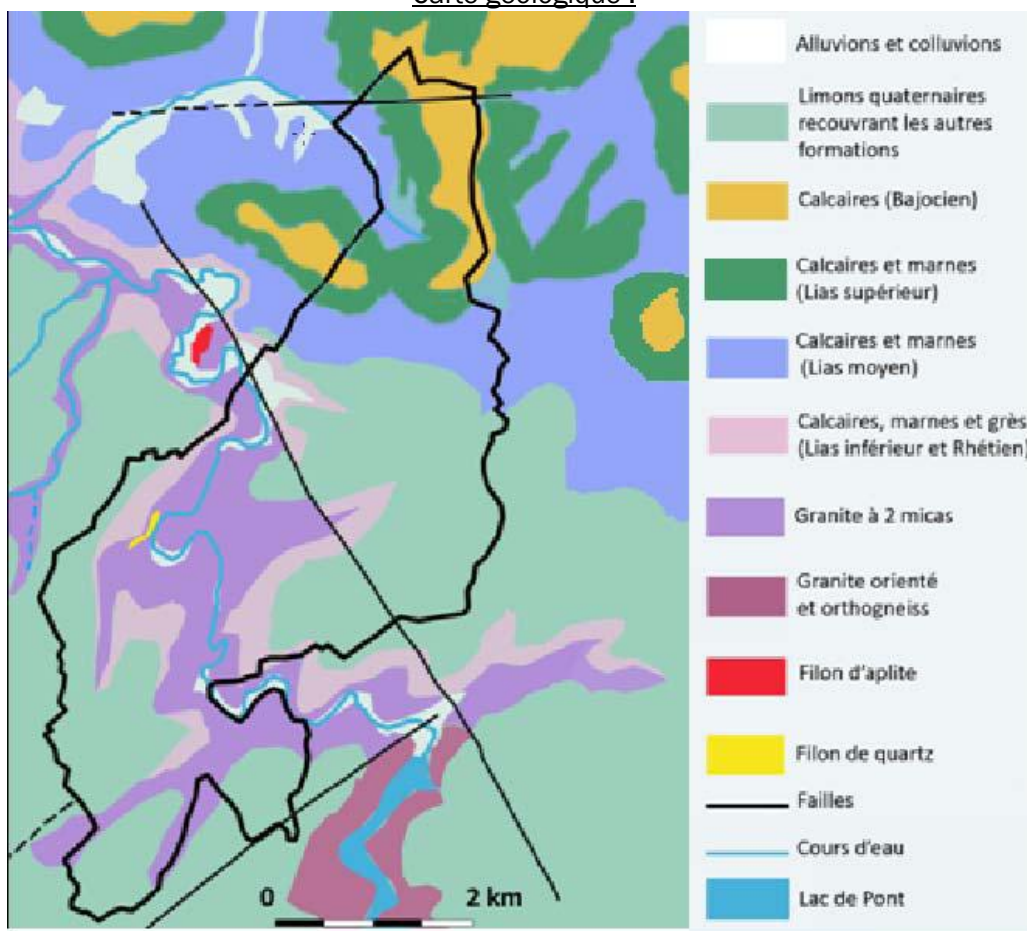 Carte géologique :
Alluvions et colluvions
Limons quaternaires
recouvrant les autres
formations
Calcaires (Bajocien)
Calcaires et marnes
(Lias supérieur)
Calcaires et marnes
(Lias moyen)
Calcaires, marnes et grès
(Lias inférieur et Rhétien)
Granite à 2 micas
Granite orienté
et orthogneiss
Filon d'aplite
Filon de quartz
Failles
Cours d'eau
Lac de Pont
0 2 km